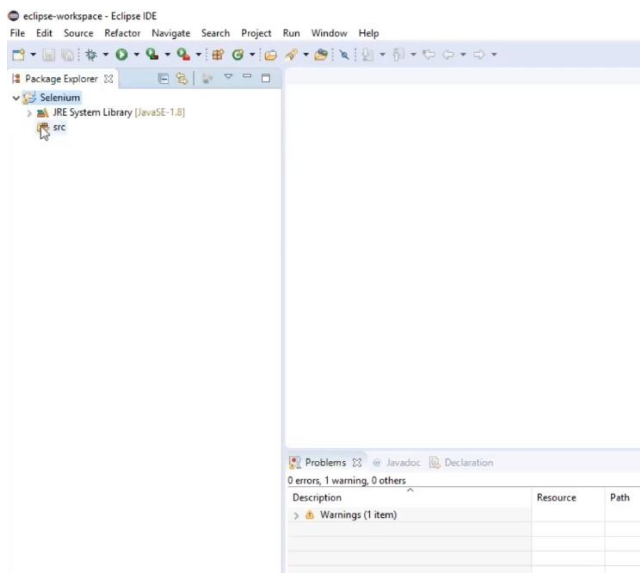 eclipse-workspace - Eclipse IDE
File Edit Source Refactor Navigate Search Project Run Window Help
Package Explorer
Selenium
JRE System Library [JavaSE-1.8]
src
Problems Javadoc Declaration
0 errors, 1 warning, 0 others
Description Resource Path
Warnings (1 item)